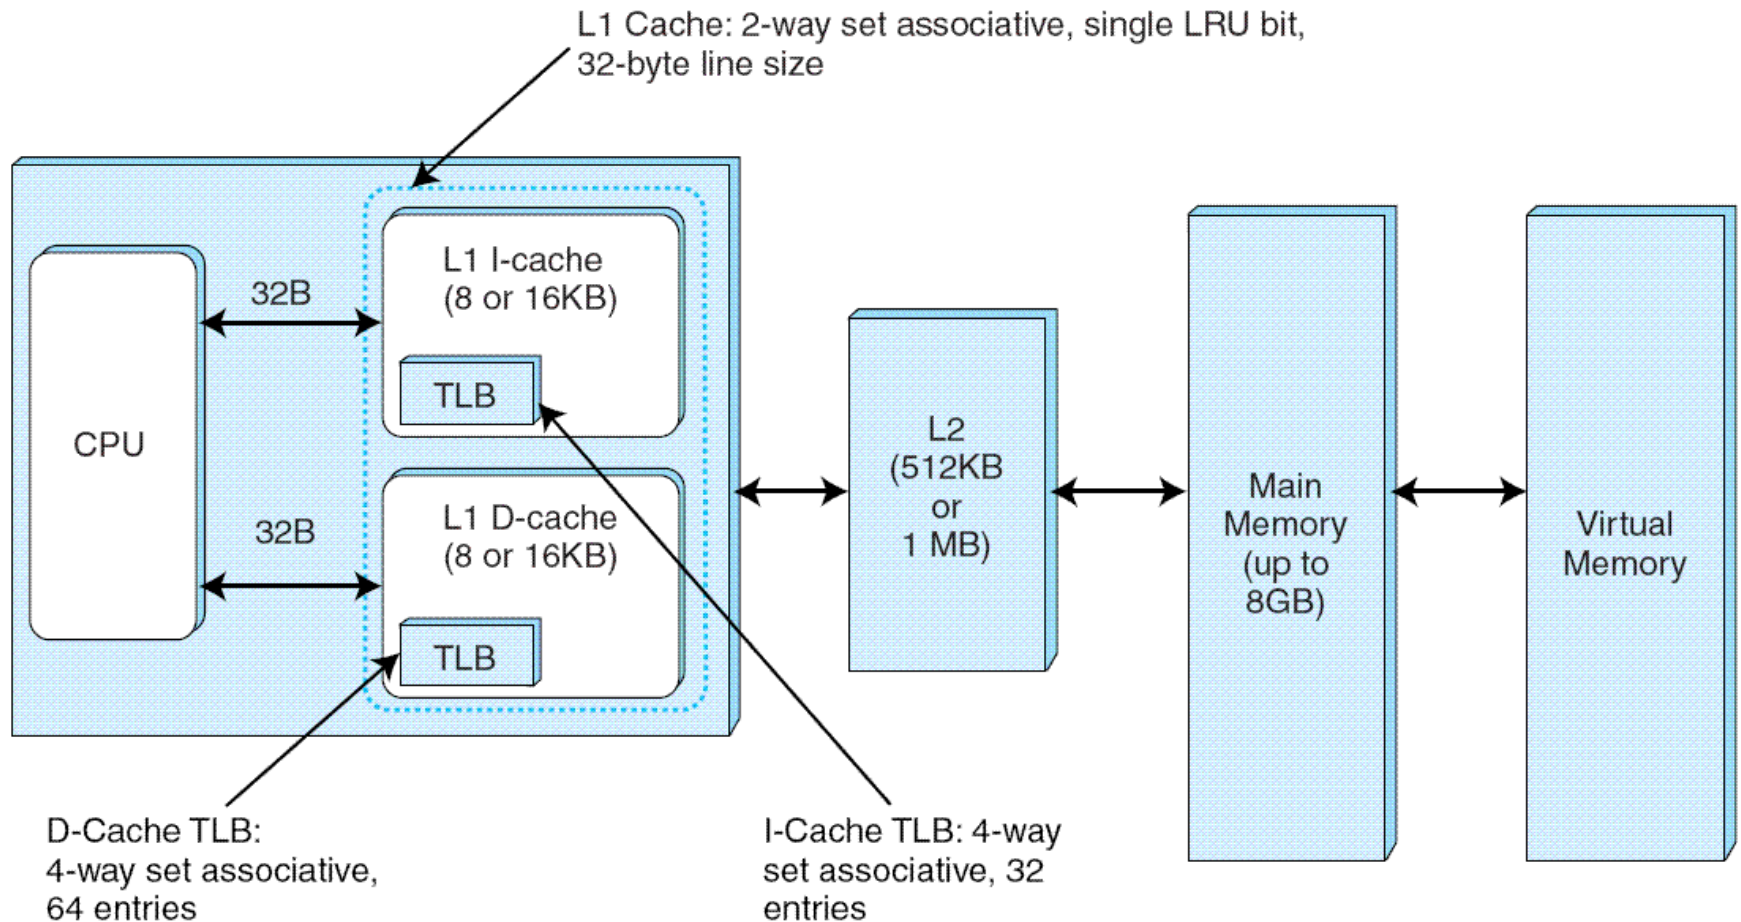 L1 Cache: 2-way set associative, single LRU bit,
32-byte line size
CPU
32B
32B
L1 I-cache
(8 or 16KB)
TLB
L1 D-cache
(8 or 16KB)
TLB
L2
(512KB
or
1 MB)
Main
Memory
(up to
8GB)
Virtual
Memory
D-Cache TLB:
4-way set associative,
64 entries
I-Cache TLB: 4-way
set associative, 32
entries